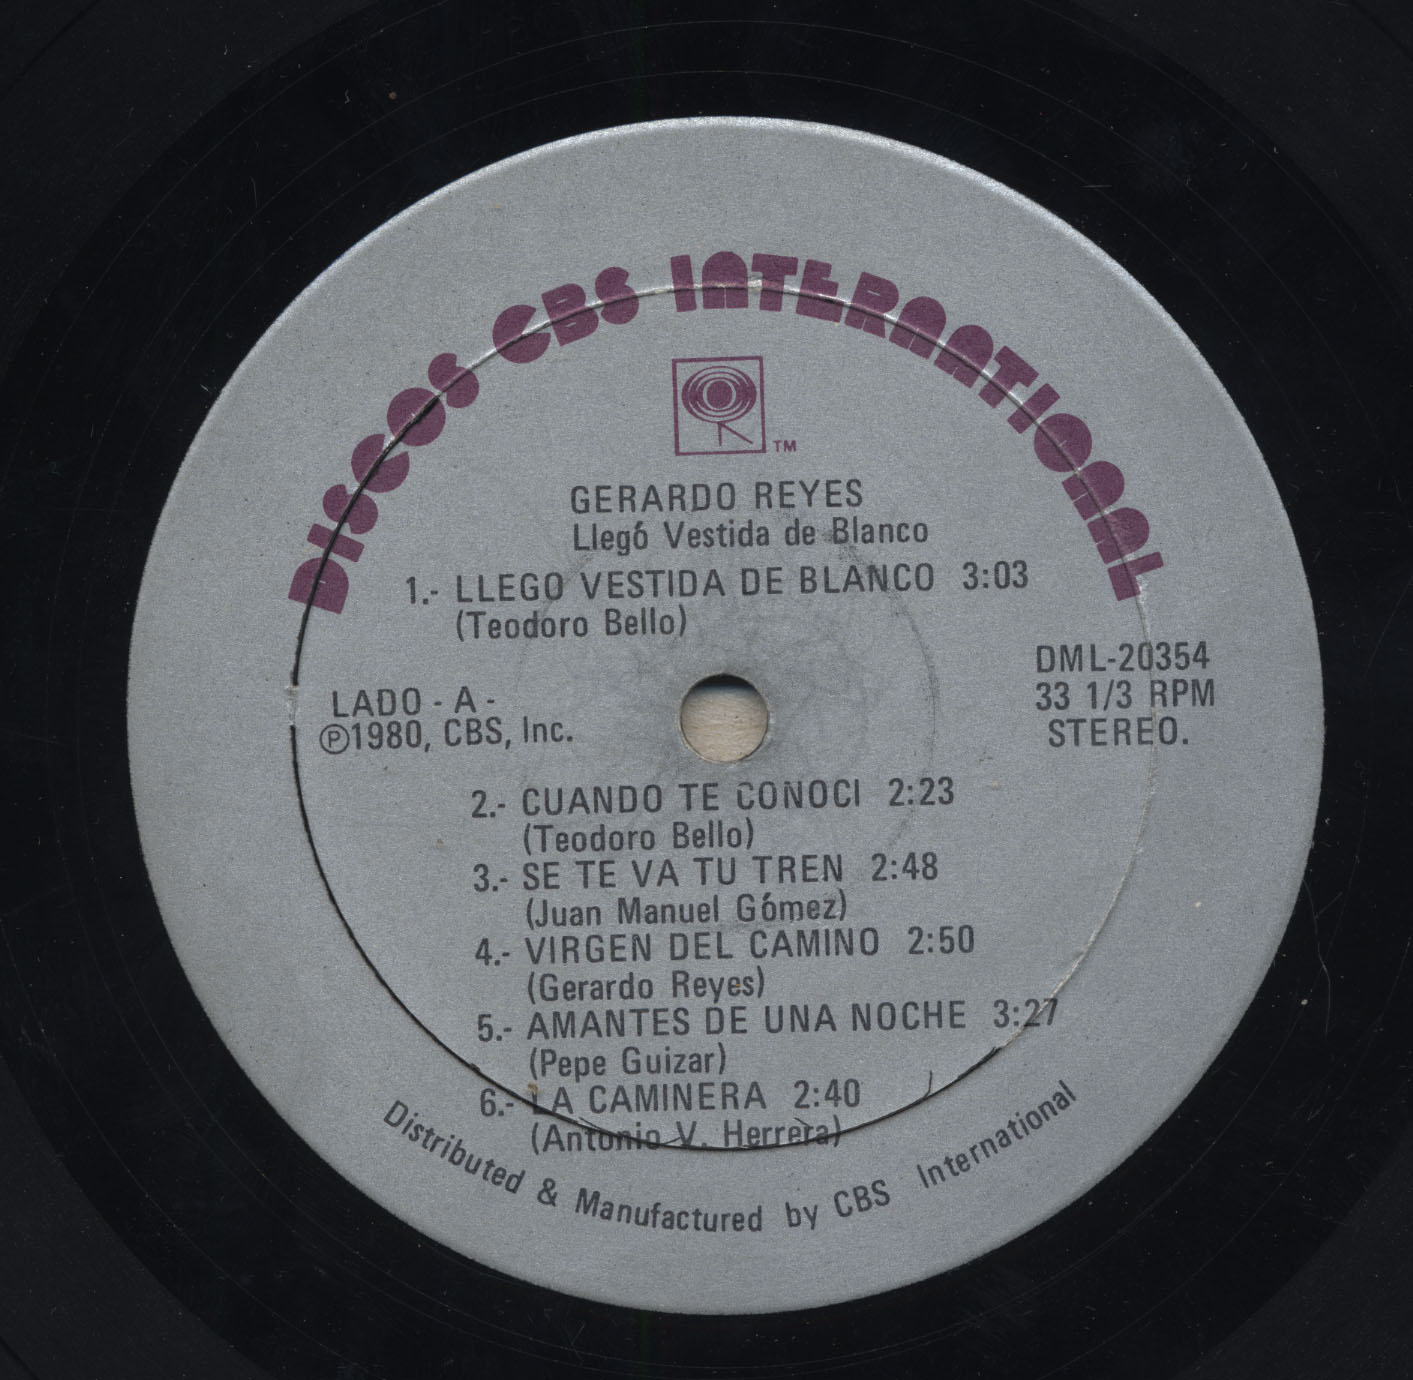 DISCOS CBS INTERNATIONAL
TM
GERARDO REYES
Llegó Vestida de Blanco
1.- LLEGO VESTIDA DE BLANCO 3:03
(Teodoro Bello)
DML-20354
33 1/3 RPM
STEREO.
LADO - A -
℗1980, CBS, Inc.
2.- CUANDO TE CONOCI 2:23
(Teodoro Bello)
3.- SE TE VA TU TREN 2:48
(Juan Manuel Gómez)
4.- VIRGEN DEL CAMINO 2:50
(Gerardo Reyes)
5.- AMANTES DE UNA NOCHE 3:27
(Pepe Guizar)
6.- LA CAMINERA 2:40
(Antonio V. Herrera)
Distributed & Manufactured by CBS International